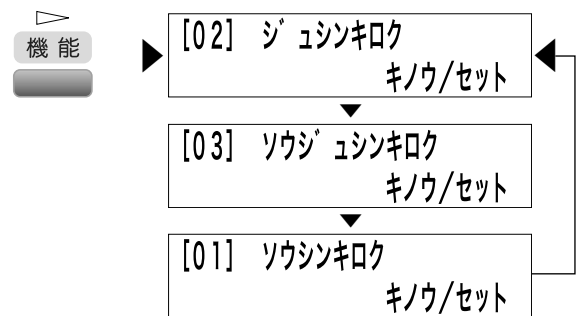 機能
[02] ジュシンキロク
キノウ/セット
[03] ソウジュシンキロク
キノウ/セット
[01] ソウシンキロク
キノウ/セット